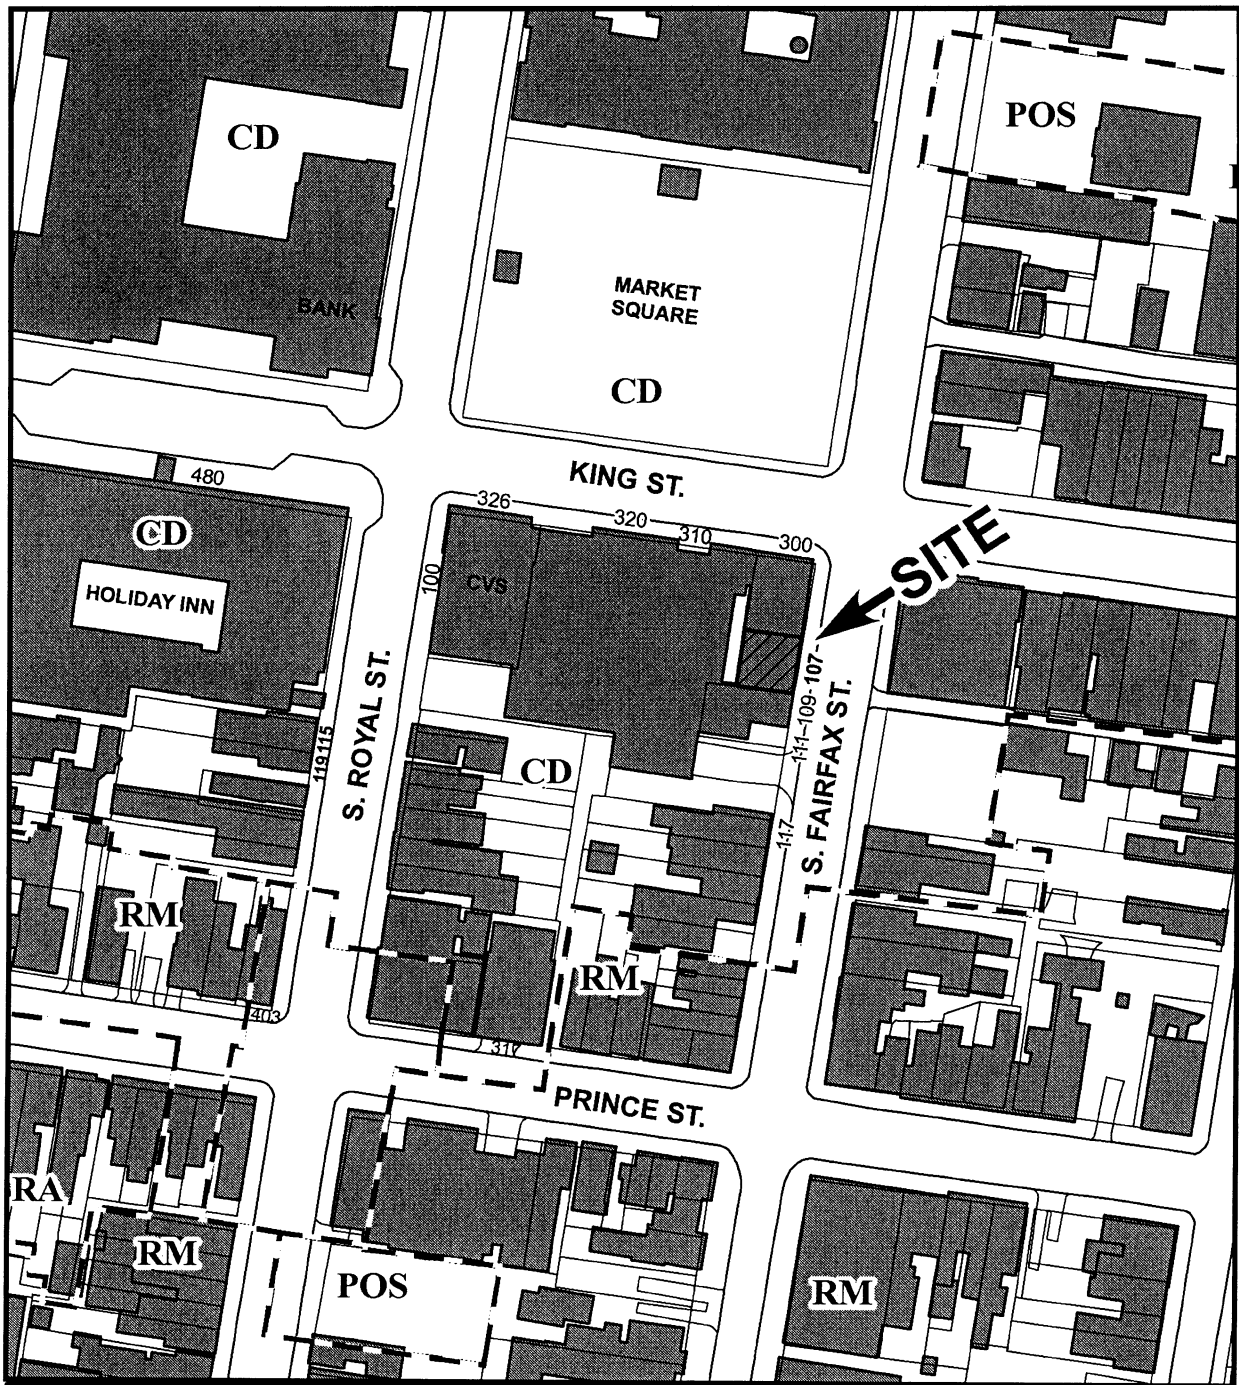 POS
CD
BANK
MARKET
SQUARE
CD
KING ST.
480
326
320
310
300
SITE
CD
HOLIDAY INN
100
CVS
107
109
111
S. ROYAL ST.
S. FAIRFAX ST.
119 115
CD
117
RM
RM
403
317
PRINCE ST.
RA
RM
POS
RM